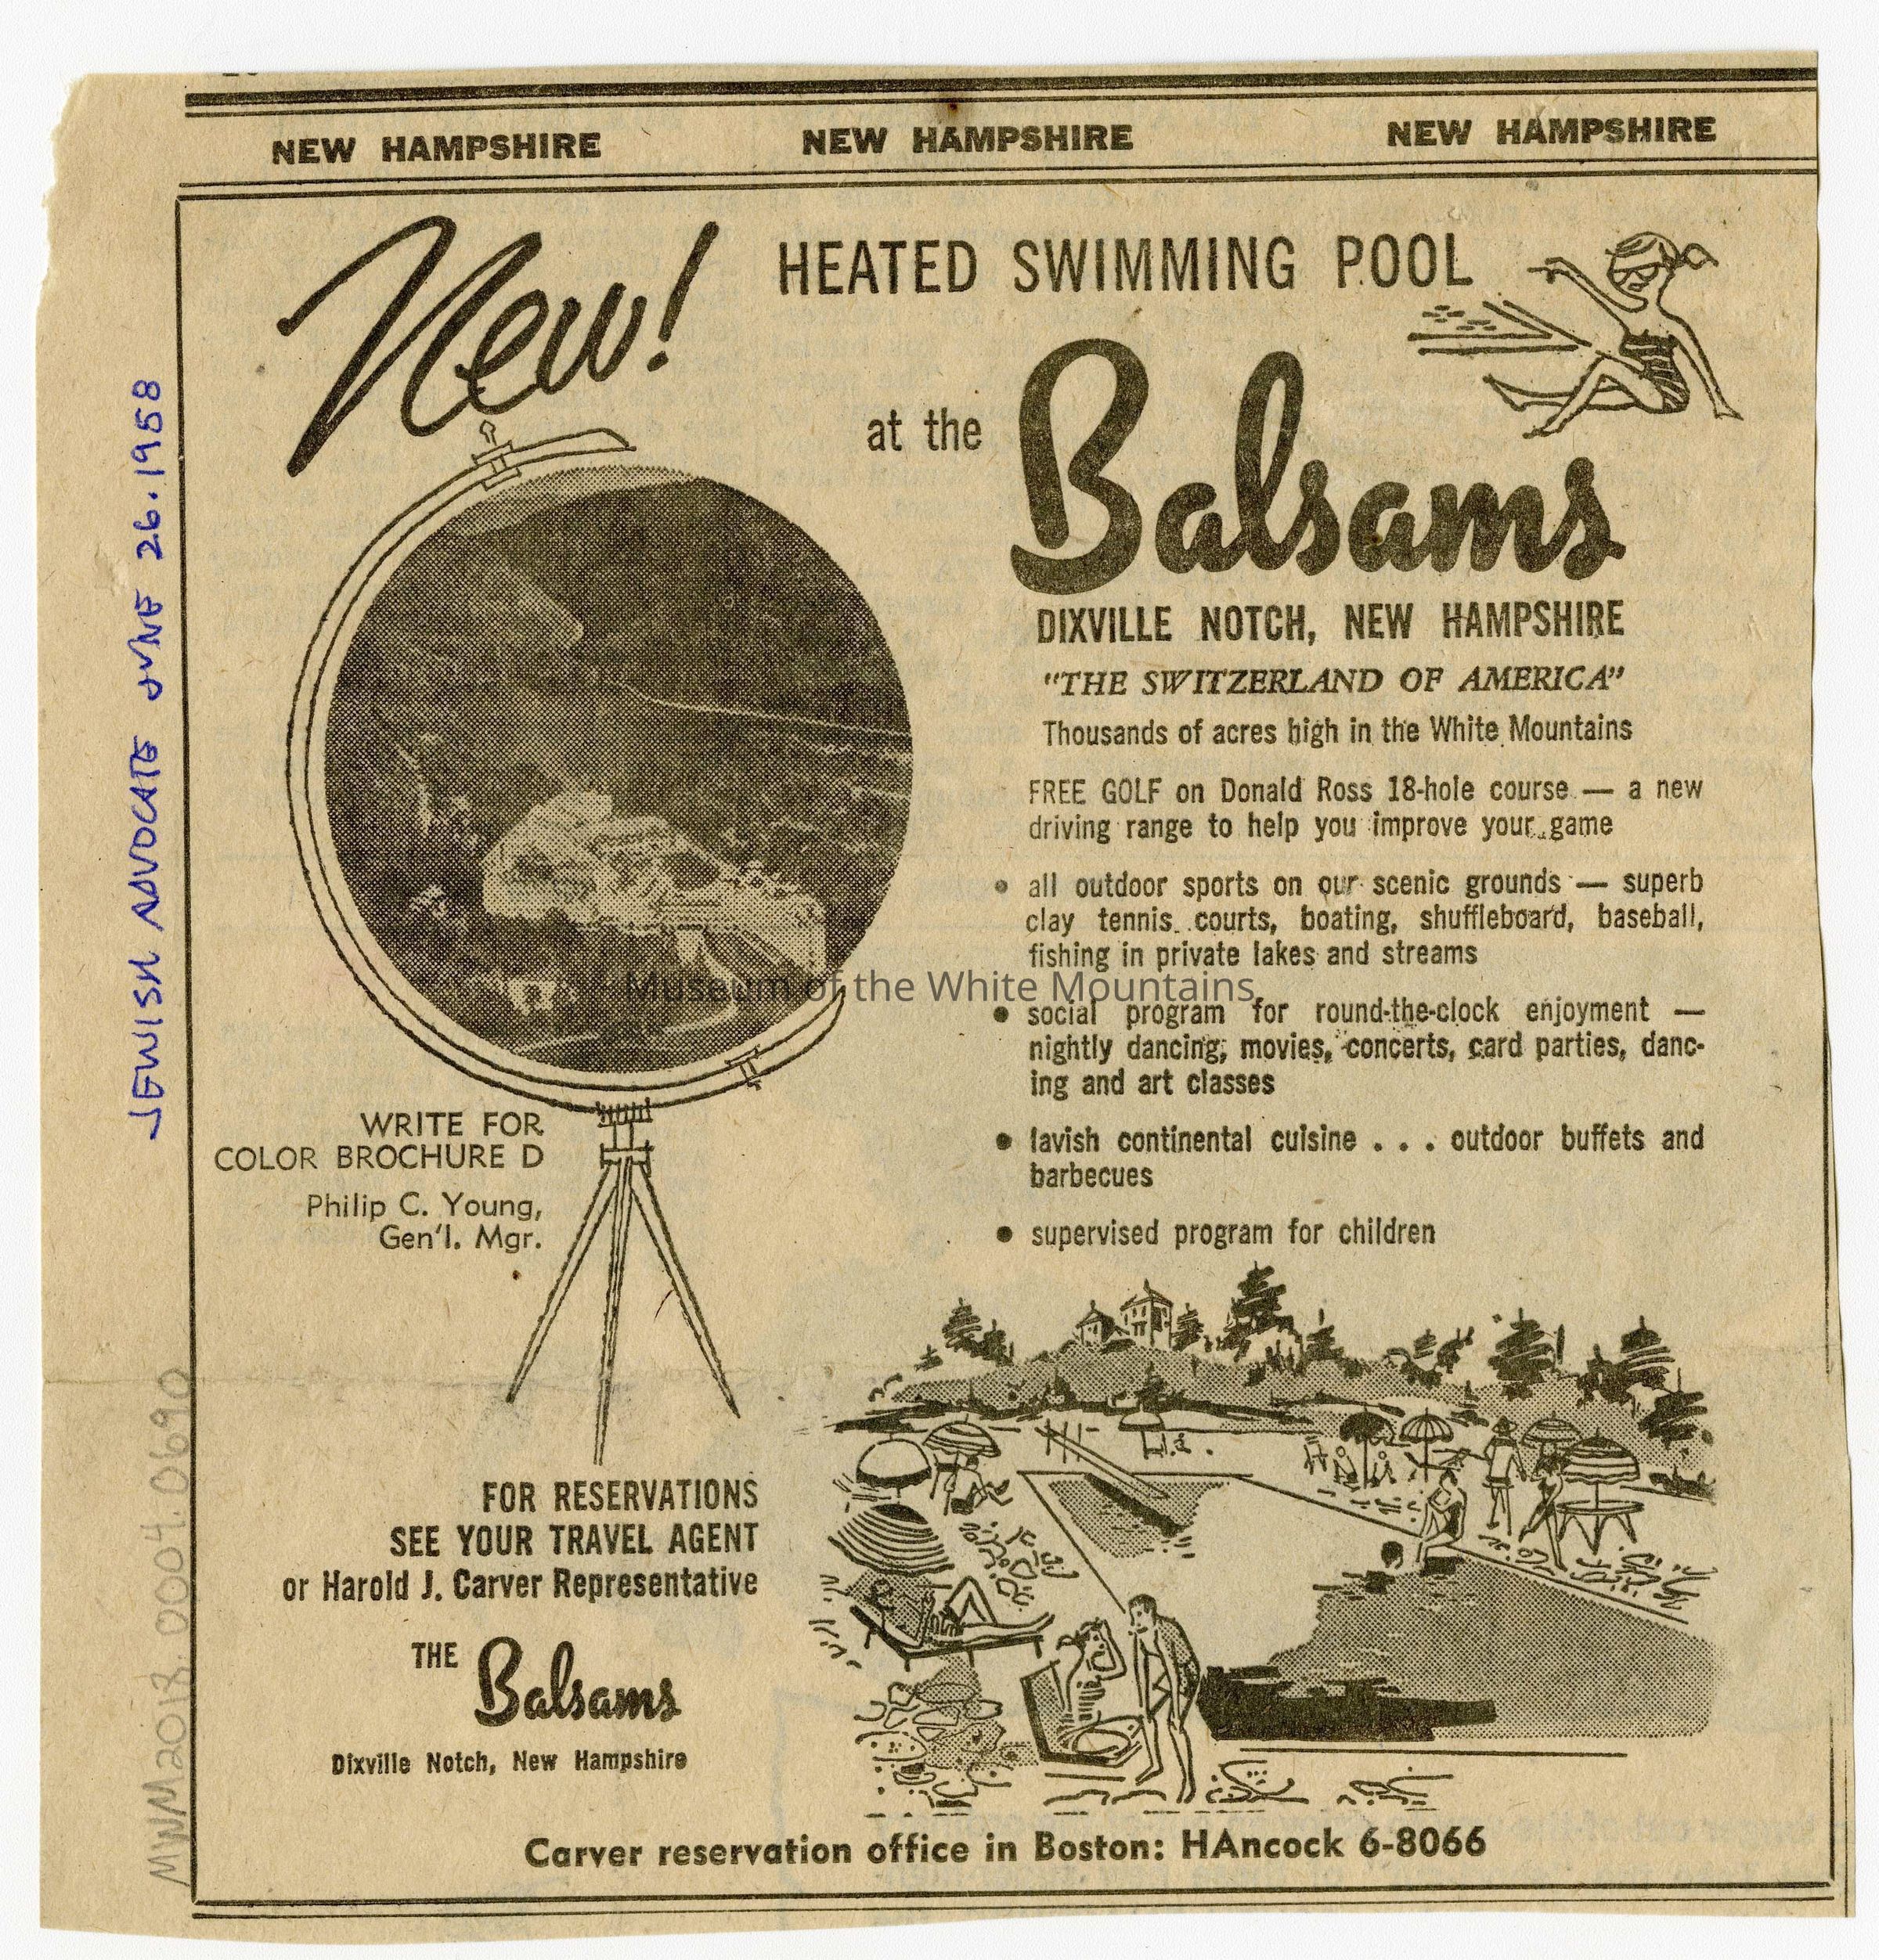 NEW HAMPSHIRE NEW HAMPSHIRE NEW HAMPSHIRE
New! HEATED SWIMMING POOL
at the Balsams
DIXVILLE NOTCH, NEW HAMPSHIRE
"THE SWITZERLAND OF AMERICA"
Thousands of acres high in the White Mountains
FREE GOLF on Donald Ross 18-hole course — a new
driving range to help you improve your game
• all outdoor sports on our scenic grounds — superb
clay tennis courts, boating, shuffleboard, baseball,
fishing in private lakes and streams
• social program for round-the-clock enjoyment —
nightly dancing, movies, concerts, card parties, danc-
ing and art classes
• lavish continental cuisine . . . outdoor buffets and
barbecues
• supervised program for children
WRITE FOR
COLOR BROCHURE D
Philip C. Young,
Gen'l. Mgr.
FOR RESERVATIONS
SEE YOUR TRAVEL AGENT
or Harold J. Carver Representative
THE Balsams
Dixville Notch, New Hampshire
Carver reservation office in Boston: HAncock 6-8066
JEWISH ADVOCATE JUNE 26.1958
MWM2018.0004.0690
Museum of the White Mountains